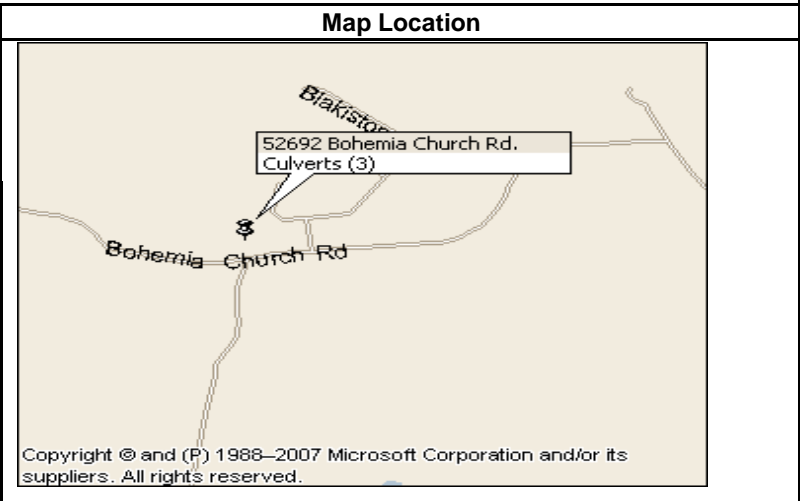 Map Location
Blakiston
52692 Bohemia Church Rd.
Culverts (3)
Bohemia Church Rd
Copyright © and (P) 1988–2007 Microsoft Corporation and/or its
suppliers. All rights reserved.